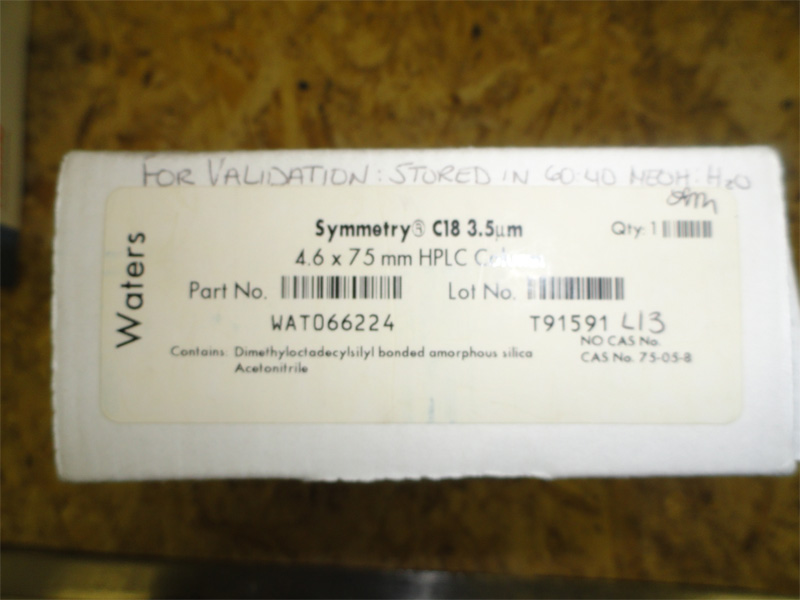 FOR VALIDATION: STORED IN 60:40 MEOH:H2O
Symmetry® C18 3.5µm
Qty: 1
4.6 x 75 mm HPLC
Waters
Part No.
Lot No.
WAT066224
T91591 L13
NO CAS No.
Contains: Dimethyloctadecylsilyl bonded amorphous silica
CAS No. 75-05-8
Acetonitrile